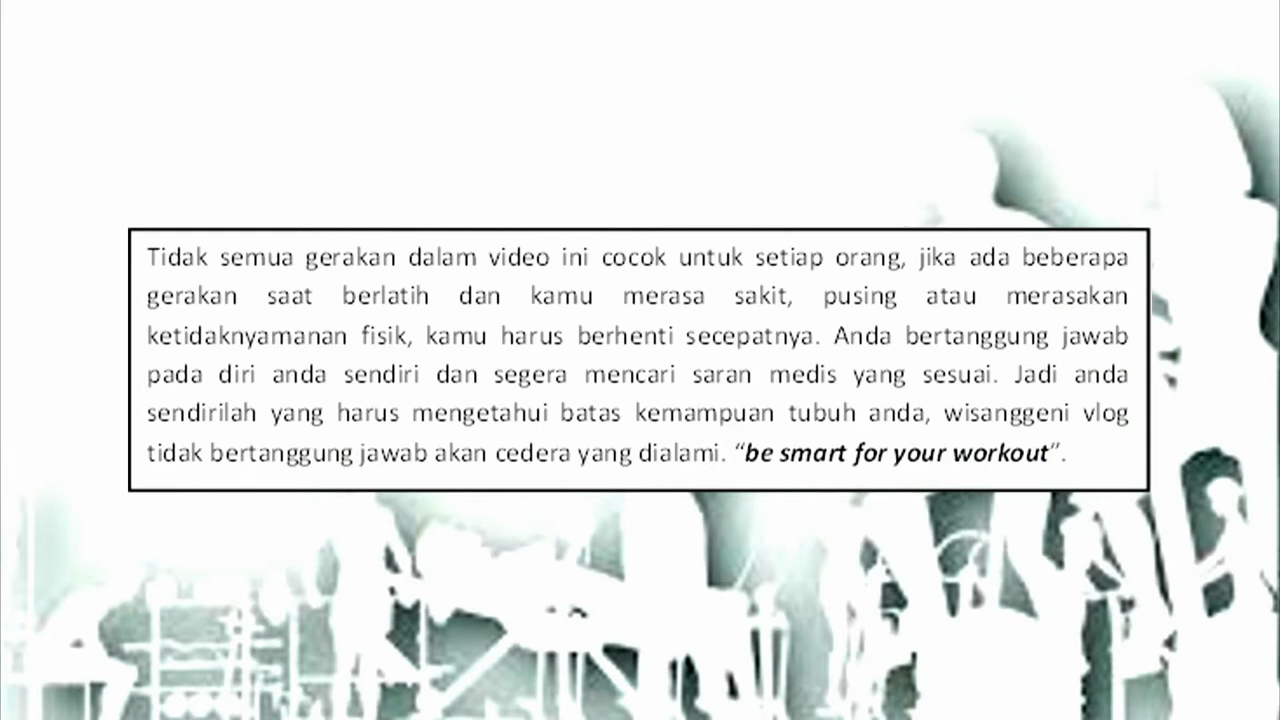 Tidak semua gerakan dalam video ini cocok untuk setiap orang, jika ada beberapa
gerakan saat berlatih dan kamu merasa sakit, pusing atau merasakan
ketidaknyamanan fisik, kamu harus berhenti secepatnya. Anda bertanggung jawab
pada diri anda sendiri dan segera mencari saran medis yang sesuai. Jadi anda
sendirilah yang harus mengetahui batas kemampuan tubuh anda, wisanggeni vlog
tidak bertanggung jawab akan cedera yang dialami. “be smart for your workout”.